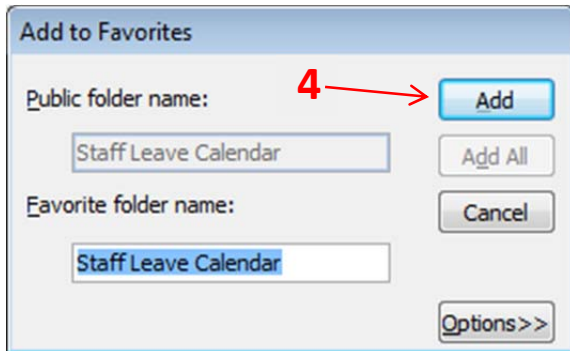 Add to Favorites
Public folder name:
4
Add
Staff Leave Calendar
Add All
Favorite folder name:
Cancel
Staff Leave Calendar
Options>>